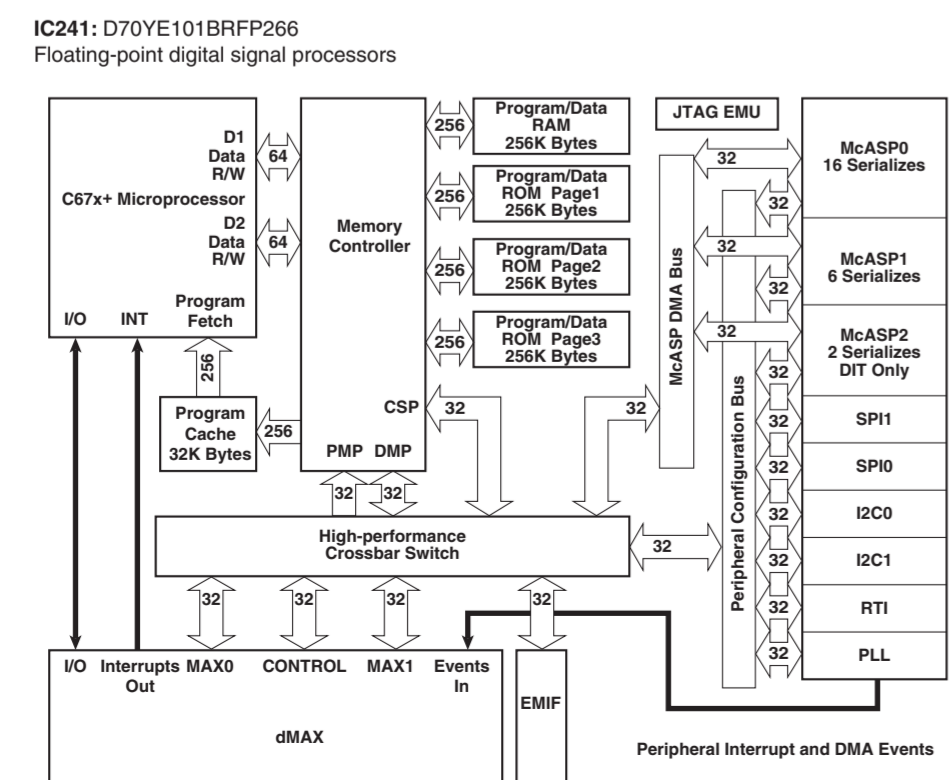 IC241: D70YE101BRFP266
Floating-point digital signal processors
D1
Data
R/W
64
C67x+ Microprocessor
D2
Data
R/W
64
Program
Fetch
I/O
INT
256
Program
Cache
32K Bytes
256
Memory
Controller
CSP
32
PMP
DMP
32
32
256
Program/Data
RAM
256K Bytes
256
Program/Data
ROM Page1
256K Bytes
256
Program/Data
ROM Page2
256K Bytes
256
Program/Data
ROM Page3
256K Bytes
JTAG EMU
McASP DMA Bus
32
Peripheral Configuration Bus
32
32
McASP0
16 Serializes
32
32
McASP1
6 Serializes
32
32
McASP2
2 Serializes
DIT Only
32
32
SPI1
32
SPI0
32
I2C0
32
I2C1
32
RTI
32
PLL
High-performance
Crossbar Switch
32
32
32
32
I/O
Interrupts
Out
MAX0
CONTROL
MAX1
Events
In
dMAX
EMIF
Peripheral Interrupt and DMA Events